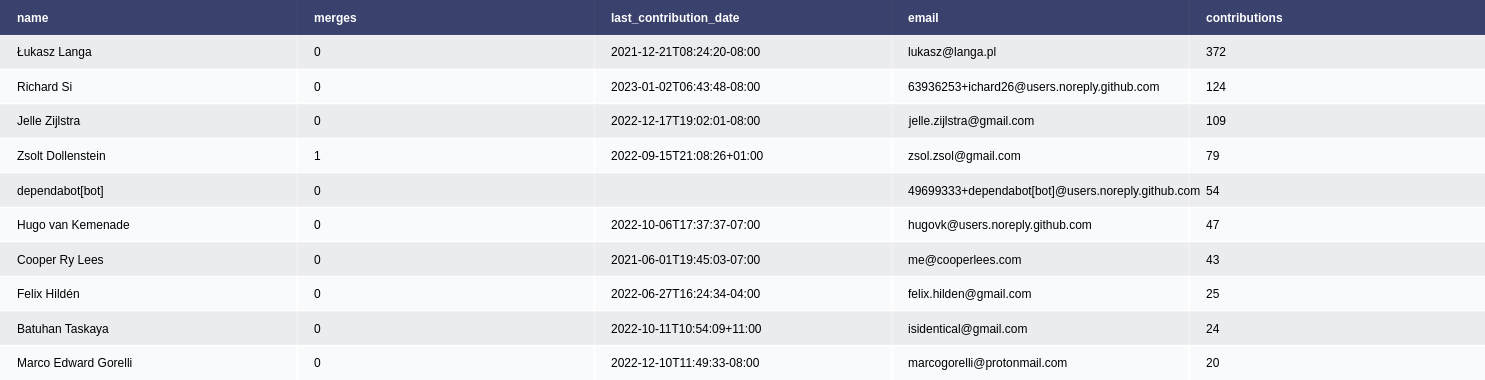 name merges last_contribution_date email contributions
Łukasz Langa 0 2021-12-21T08:24:20-08:00 lukasz@langa.pl 372
Richard Si 0 2023-01-02T06:43:48-08:00 63936253+ichard26@users.noreply.github.com 124
Jelle Zijlstra 0 2022-12-17T19:02:01-08:00 jelle.zijlstra@gmail.com 109
Zsolt Dollenstein 1 2022-09-15T21:08:26+01:00 zsol.zsol@gmail.com 79
dependabot[bot] 0 49699333+dependabot[bot]@users.noreply.github.com 54
Hugo van Kemenade 0 2022-10-06T17:37:37-07:00 hugovk@users.noreply.github.com 47
Cooper Ry Lees 0 2021-06-01T19:45:03-07:00 me@cooperlees.com 43
Felix Hildén 0 2022-06-27T16:24:34-04:00 felix.hilden@gmail.com 25
Batuhan Taskaya 0 2022-10-11T10:54:09+11:00 isidentical@gmail.com 24
Marco Edward Gorelli 0 2022-12-10T11:49:33-08:00 marcogorelli@protonmail.com 20